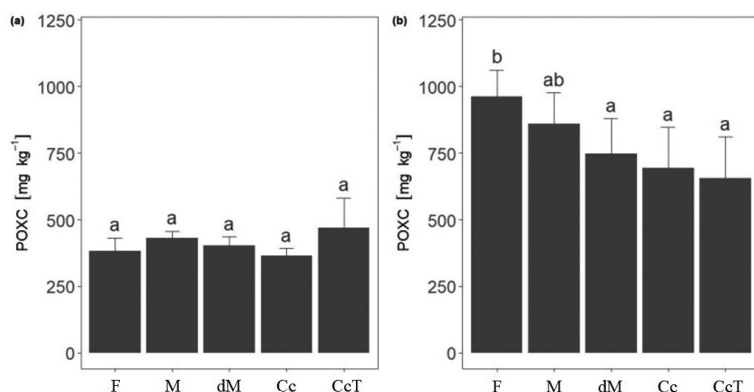 (a)
POXC [mg kg⁻¹]
1250
1000
750
500
250
0
a a a a a
F M dM Cc CcT
(b)
POXC [mg kg⁻¹]
1250
1000
750
500
250
0
b ab a a a
F M dM Cc CcT